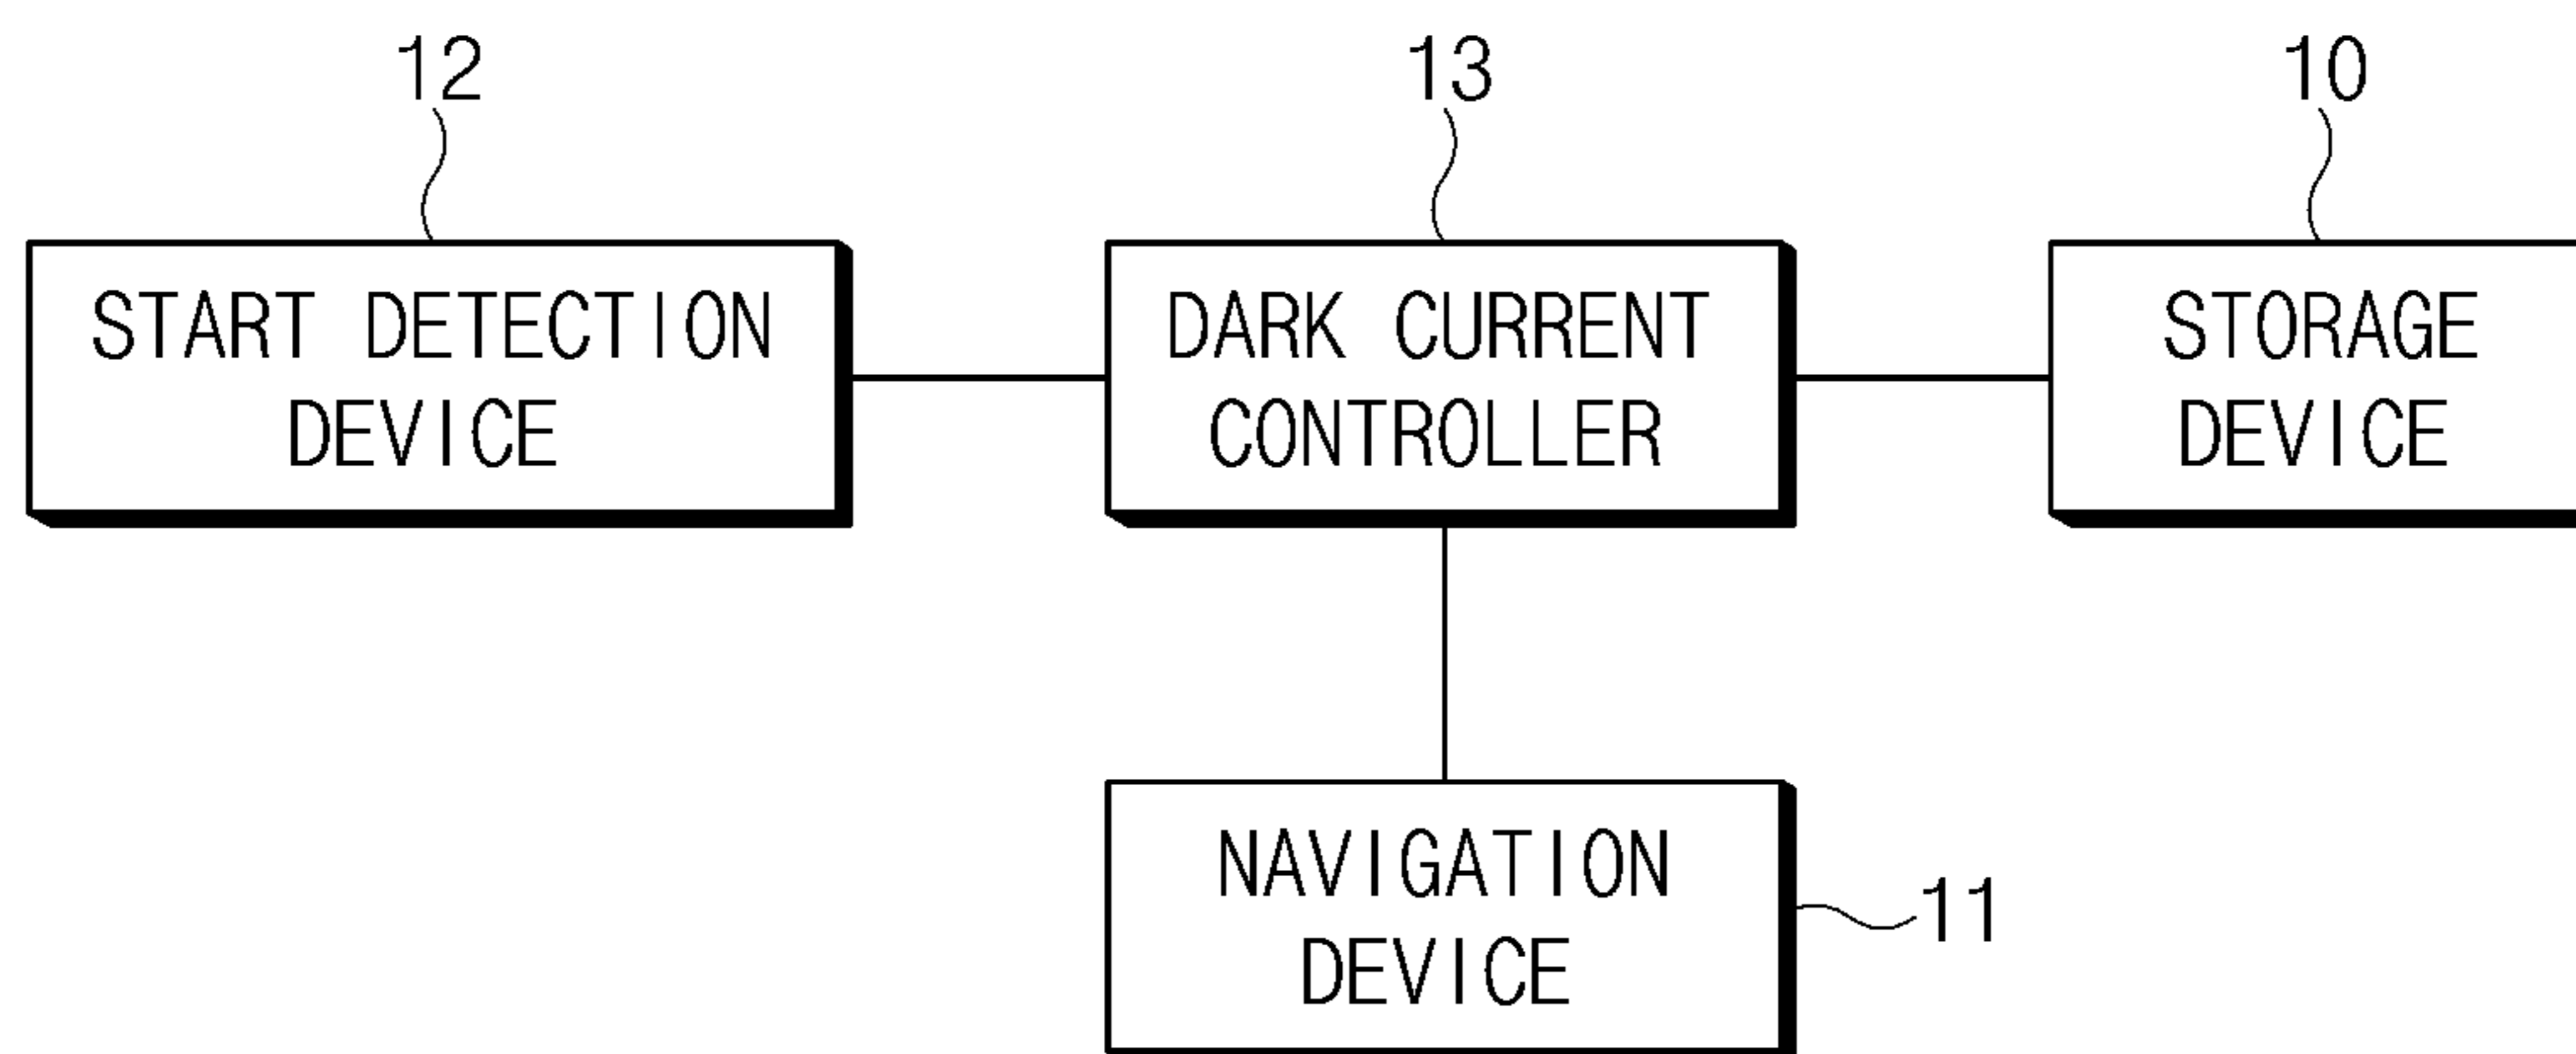 12
13
10
START DETECTION
DEVICE
DARK CURRENT
CONTROLLER
STORAGE
DEVICE
NAVIGATION
DEVICE
11